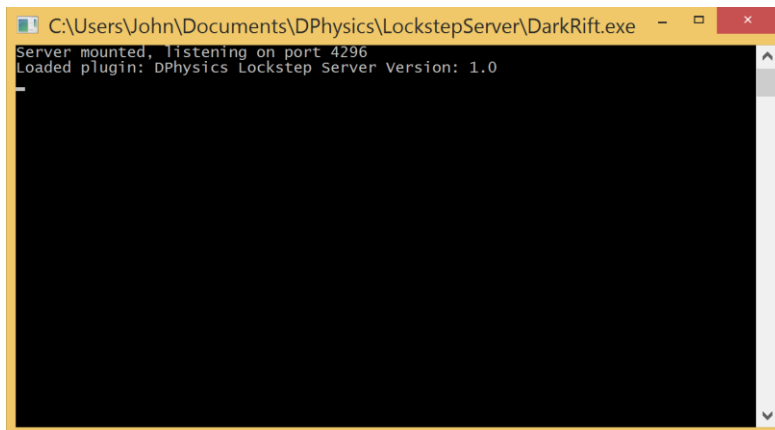 C:\Users\John\Documents\DPhysics\LockstepServer\DarkRift.exe
Server mounted, listening on port 4296
Loaded plugin: DPhysics Lockstep Server Version: 1.0